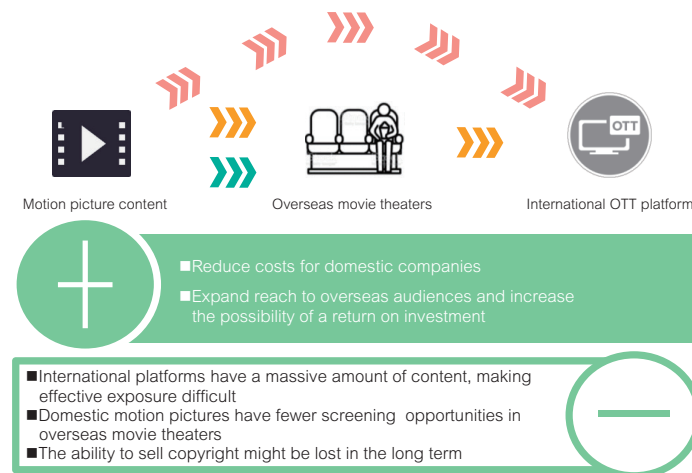 OTT
Motion picture content
Overseas movie theaters
International OTT platform
■Reduce costs for domestic companies
■Expand reach to overseas audiences and increase
the possibility of a return on investment
■International platforms have a massive amount of content, making
effective exposure difficult
■Domestic motion pictures have fewer screening opportunities in
overseas movie theaters
■The ability to sell copyright might be lost in the long term